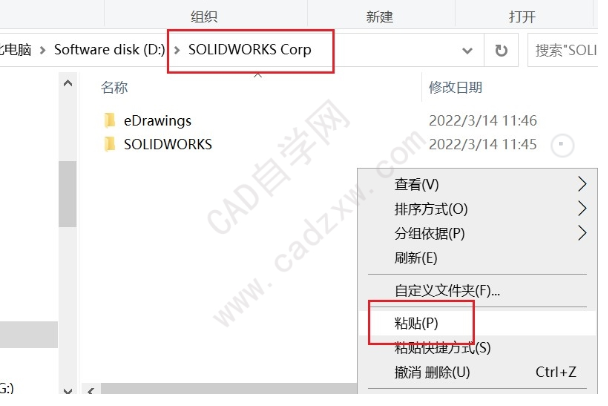 组织 新建 打开
比电脑 > Software disk (D:) > SOLIDWORKS Corp 搜索"SOLI
名称 修改日期
eDrawings 2022/3/14 11:46
SOLIDWORKS 2022/3/14 11:45
CAD自学网
www.cadzxw.com
查看(V)
排序方式(O)
分组依据(P)
刷新(E)
自定义文件夹(F)...
粘贴(P)
粘贴快捷方式(S)
撤消 删除(U) Ctrl+Z
G:)